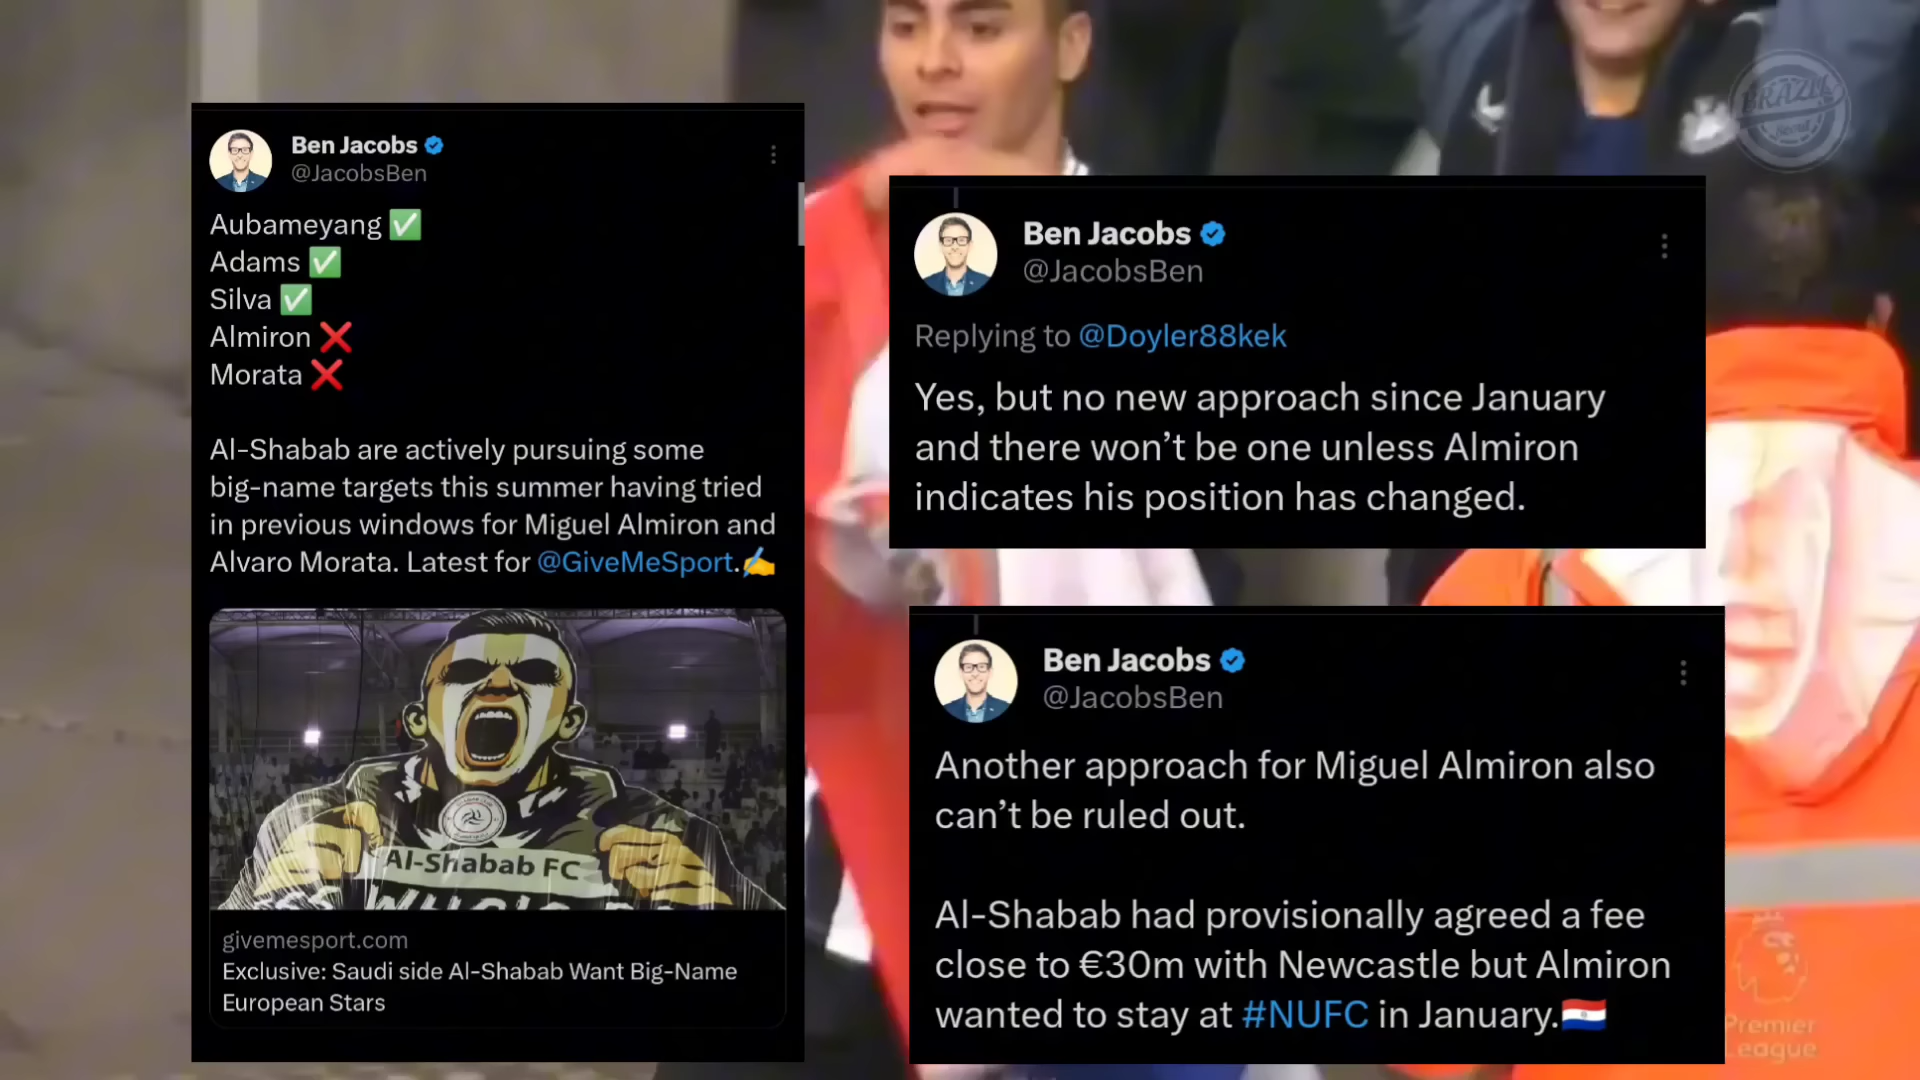 Ben Jacobs
@JacobsBen
Aubameyang ✅
Adams ✅
Silva ✅
Almiron ❌
Morata ❌
Al-Shabab are actively pursuing some
big-name targets this summer having tried
in previous windows for Miguel Almiron and
Alvaro Morata. Latest for @GiveMeSport.✍️
Al-Shabab FC
givemesport.com
Exclusive: Saudi side Al-Shabab Want Big-Name
European Stars
Ben Jacobs
@JacobsBen
Replying to @Doyler88kek
Yes, but no new approach since January
and there won’t be one unless Almiron
indicates his position has changed.
Ben Jacobs
@JacobsBen
Another approach for Miguel Almiron also
can’t be ruled out.
Al-Shabab had provisionally agreed a fee
close to €30m with Newcastle but Almiron
wanted to stay at #NUFC in January.🇵🇾
BRAZIL
Premier
League